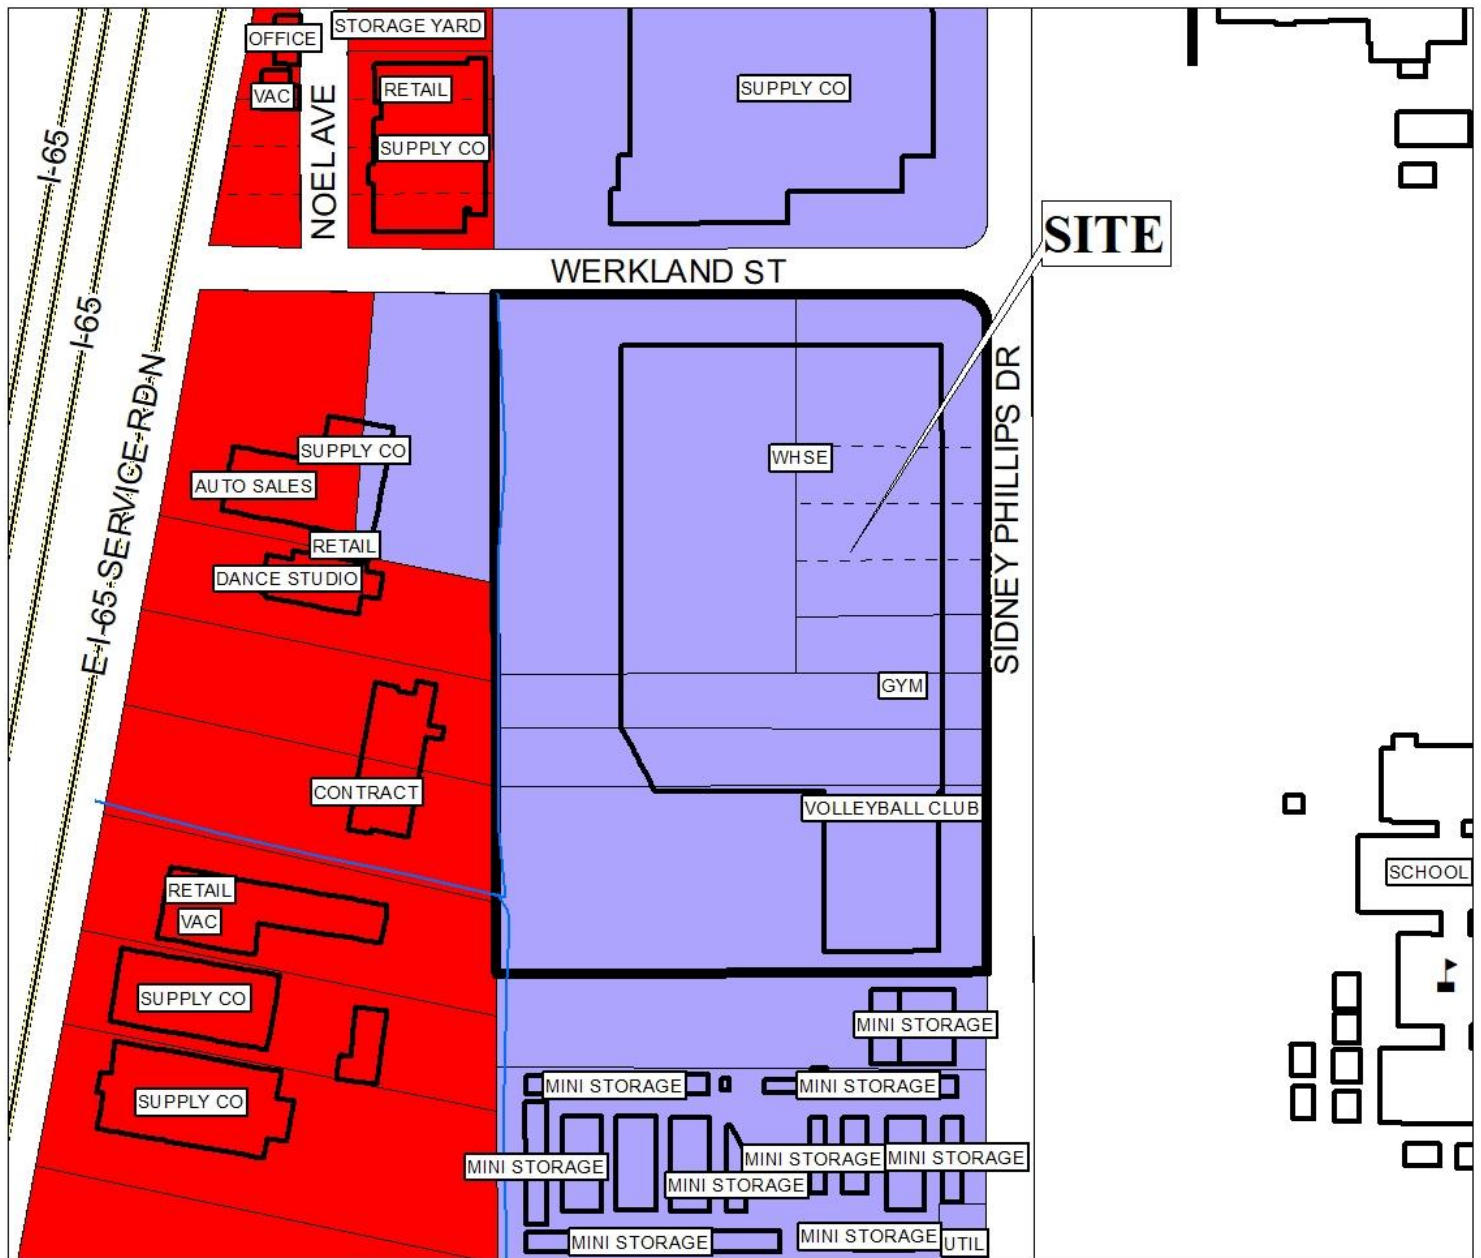 OFFICE
STORAGE YARD
VAC
RETAIL
SUPPLY CO
SUPPLY CO
I-65
NOEL AVE
SITE
WERKLAND ST
I-65
E-I-65-SERVICE-RD-N
SUPPLY CO
AUTO SALES
WHSE
SIDNEY PHILLIPS DR
RETAIL
DANCE STUDIO
GYM
CONTRACT
VOLLEYBALL CLUB
RETAIL
VAC
SCHOOL
SUPPLY CO
MINI STORAGE
SUPPLY CO
MINI STORAGE
MINI STORAGE
MINI STORAGE
MINI STORAGE
MINI STORAGE
MINI STORAGE
MINI STORAGE
MINI STORAGE
UTIL